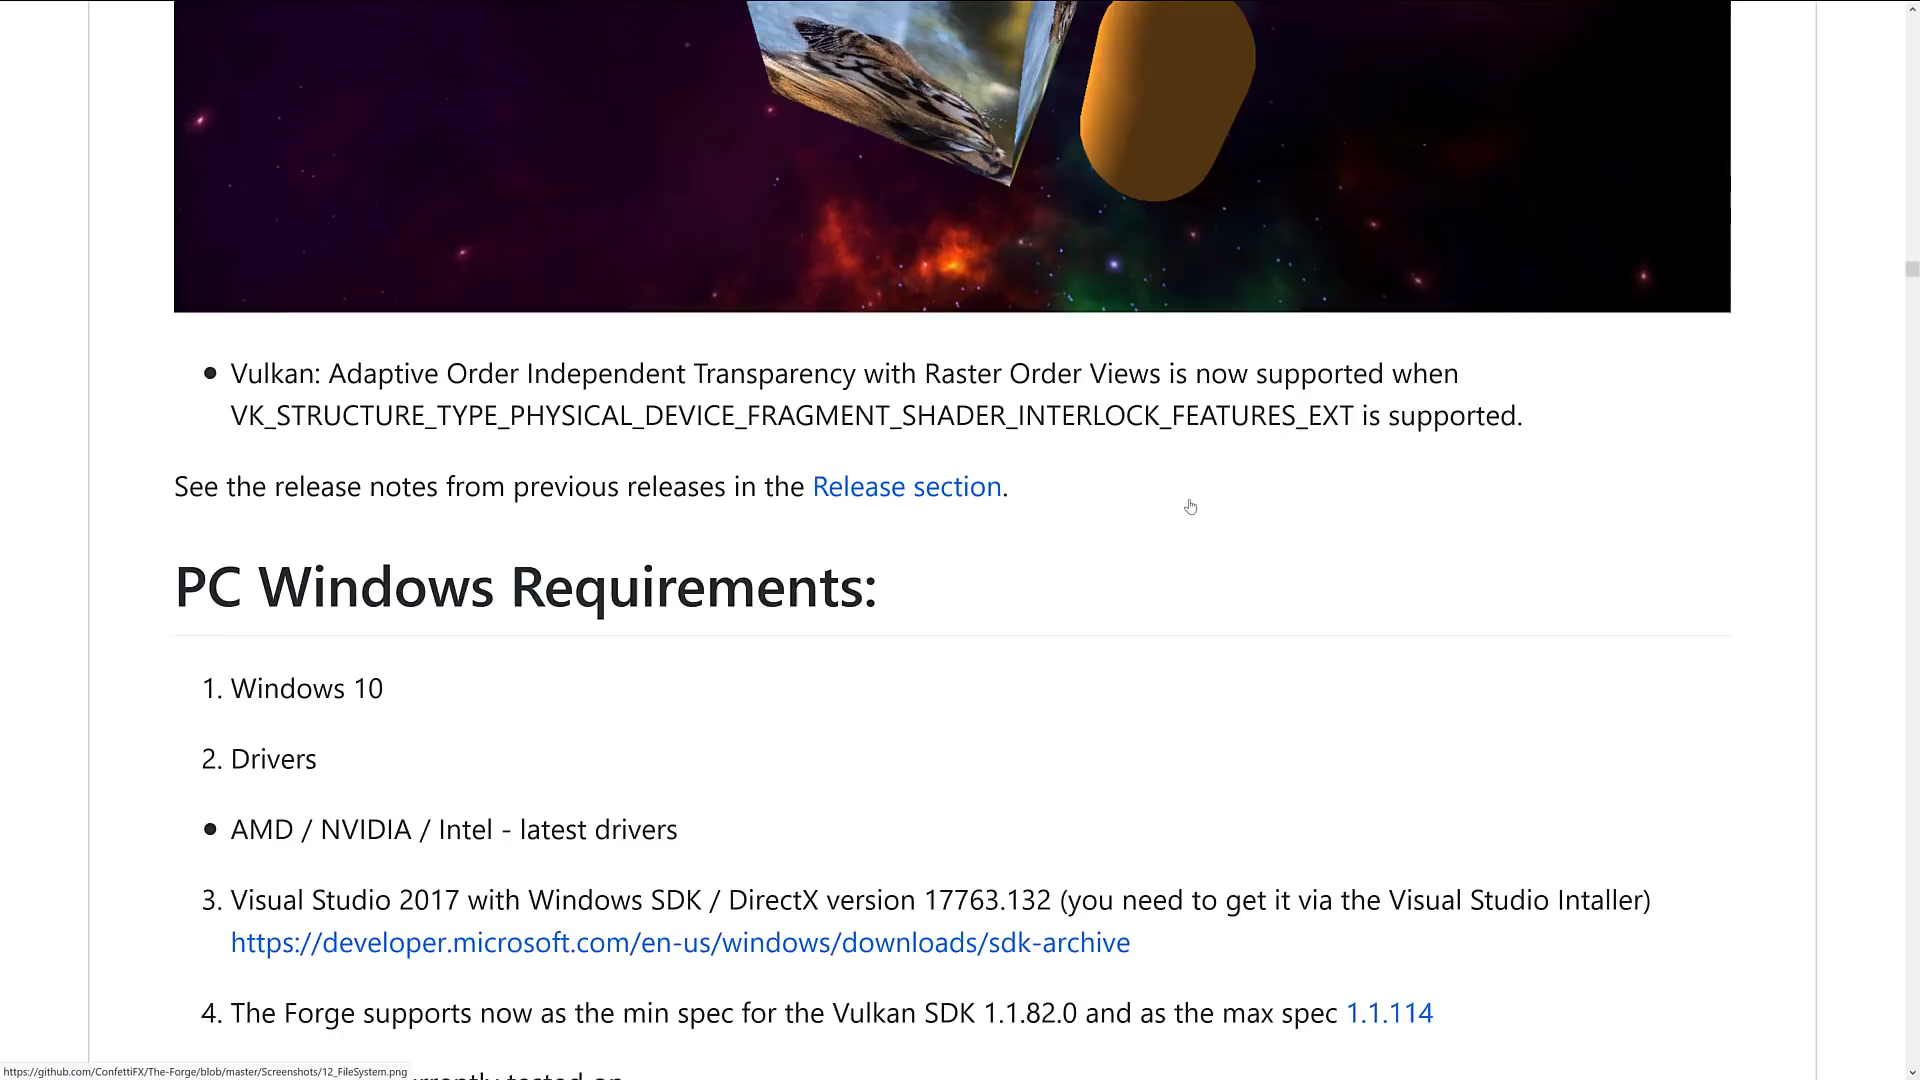 • Vulkan: Adaptive Order Independent Transparency with Raster Order Views is now supported when
VK_STRUCTURE_TYPE_PHYSICAL_DEVICE_FRAGMENT_SHADER_INTERLOCK_FEATURES_EXT is supported.
See the release notes from previous releases in the Release section.
PC Windows Requirements:
1. Windows 10
2. Drivers
• AMD / NVIDIA / Intel - latest drivers
3. Visual Studio 2017 with Windows SDK / DirectX version 17763.132 (you need to get it via the Visual Studio Intaller)
https://developer.microsoft.com/en-us/windows/downloads/sdk-archive
4. The Forge supports now as the min spec for the Vulkan SDK 1.1.82.0 and as the max spec 1.1.114
tested on
https://github.com/ConfettiFX/The-Forge/blob/master/Screenshots/12_FileSystem.png